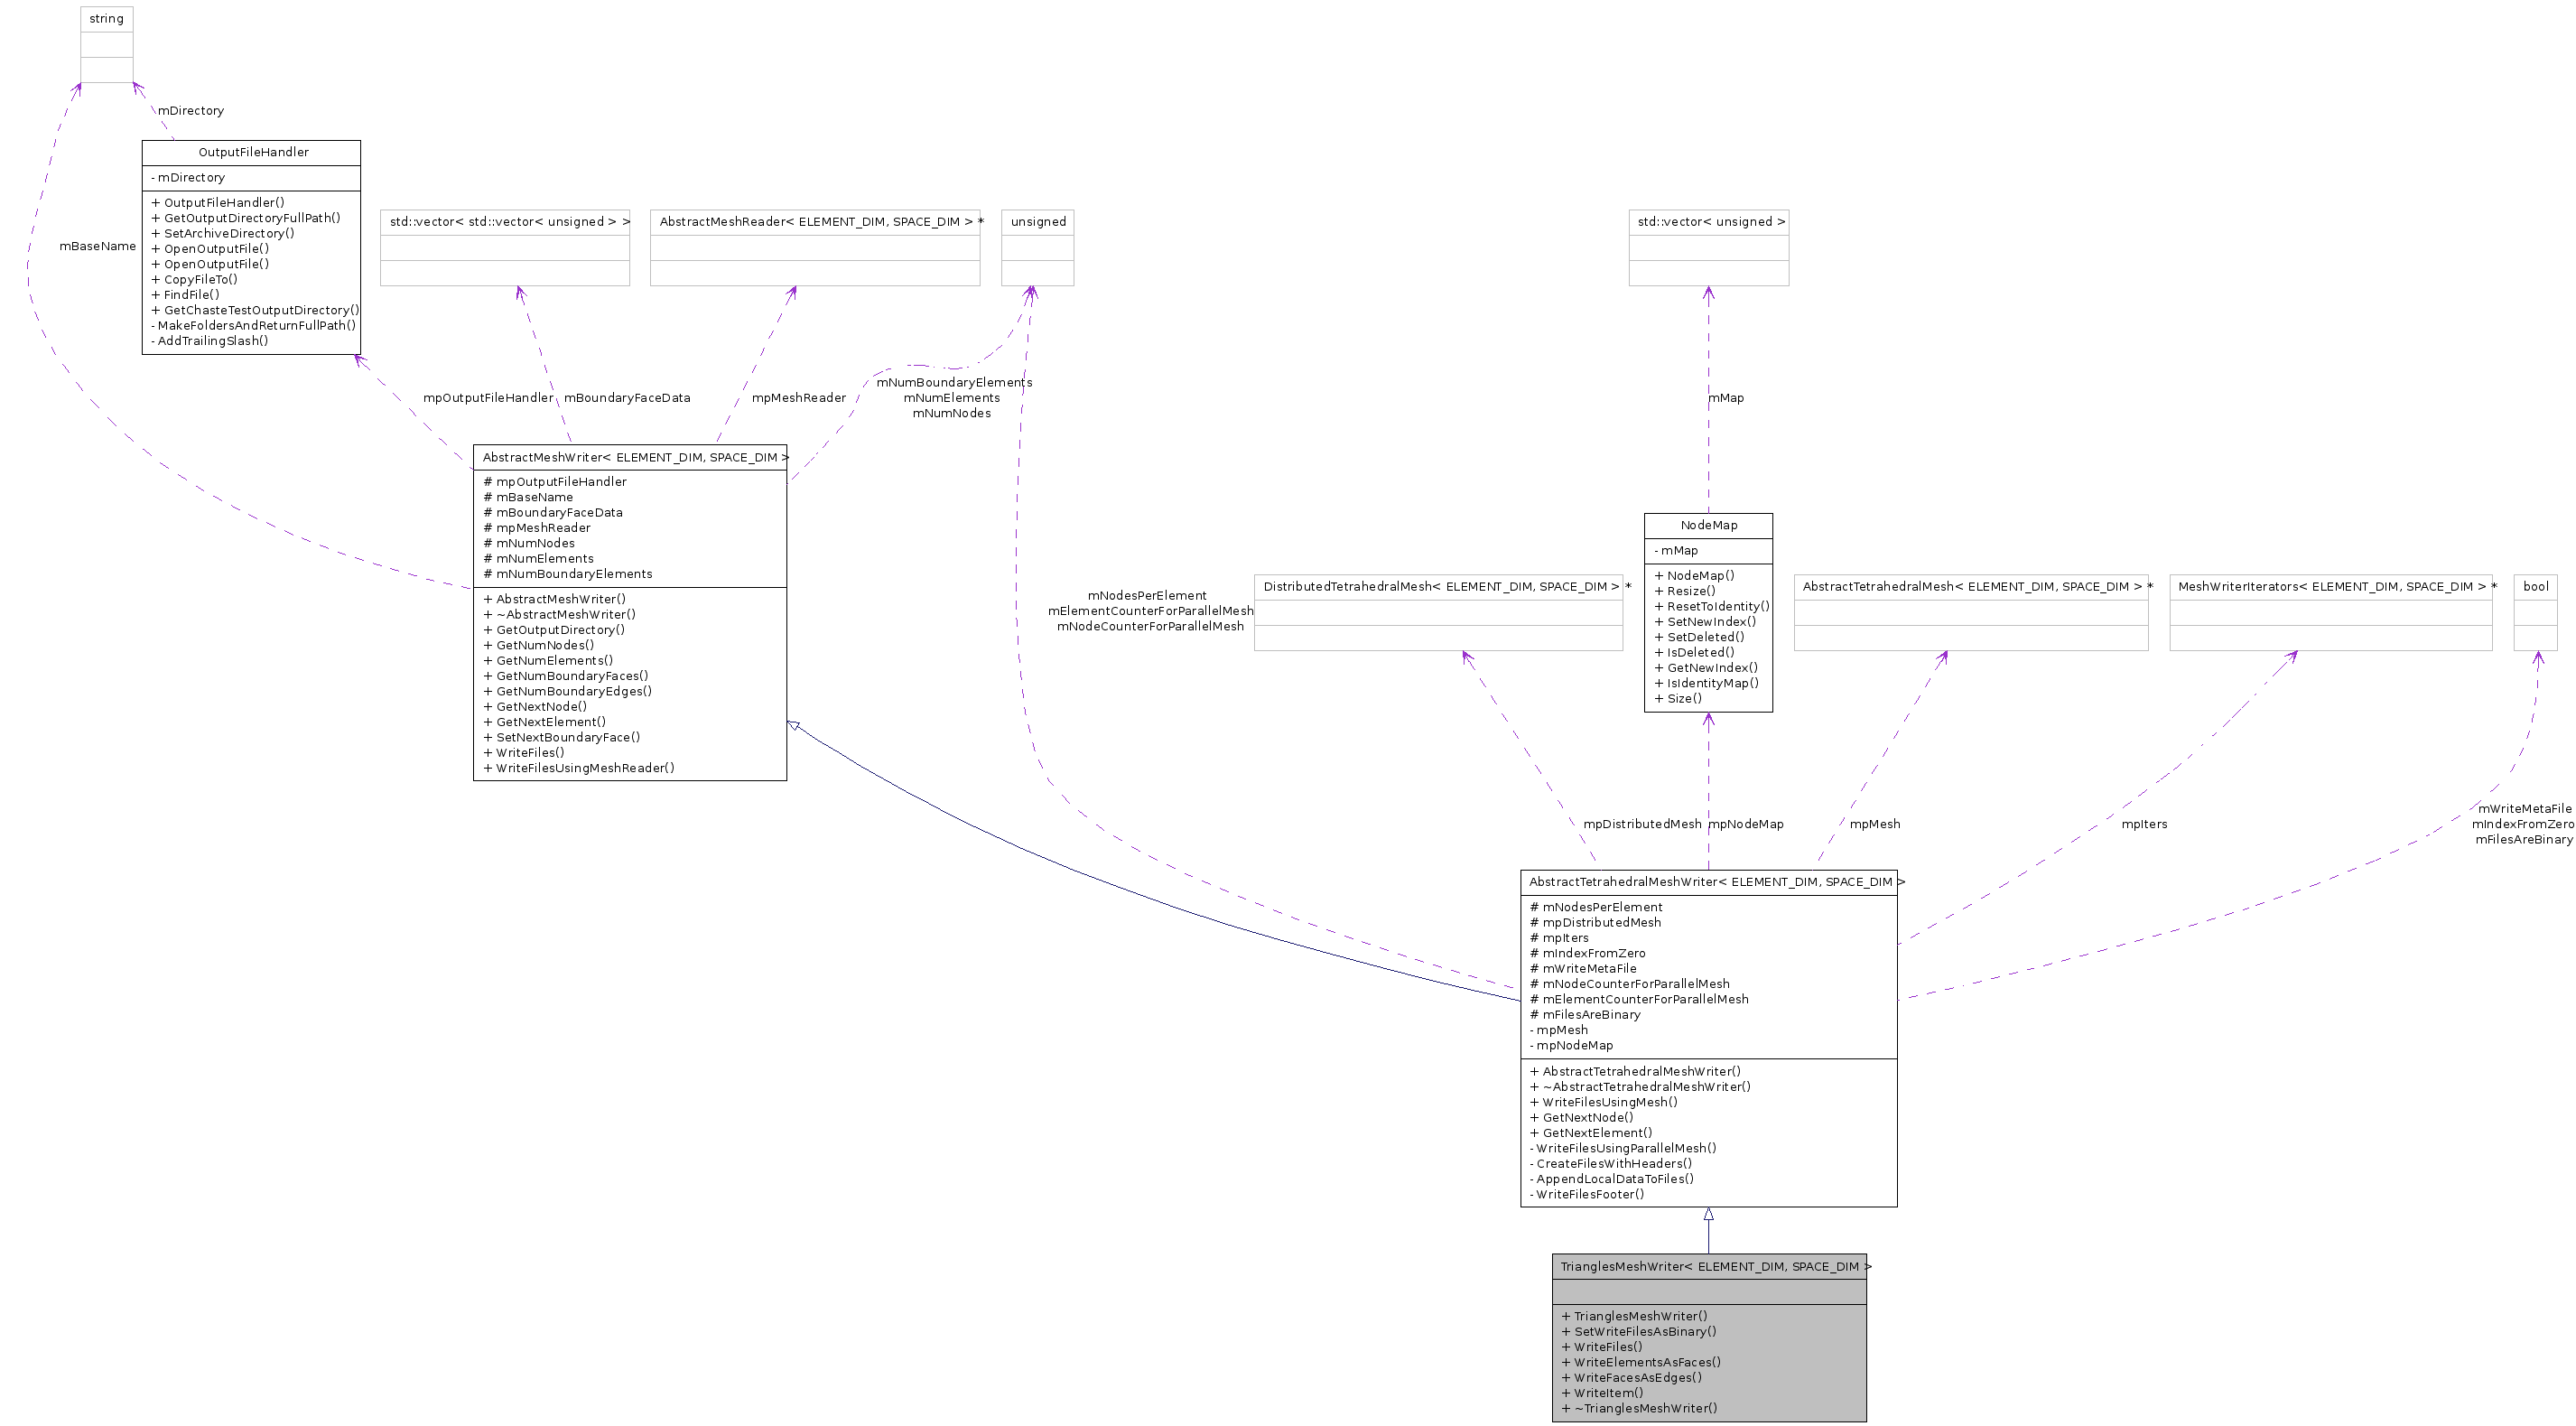 string
mDirectory
OutputFileHandler
- mDirectory
+ OutputFileHandler()
+ GetOutputDirectoryFullPath()
+ SetArchiveDirectory()
+ OpenOutputFile()
+ OpenOutputFile()
+ CopyFileTo()
+ FindFile()
+ GetChasteTestOutputDirectory()
- MakeFoldersAndReturnFullPath()
- AddTrailingSlash()
mBaseName
std::vector< std::vector< unsigned > >
AbstractMeshReader< ELEMENT_DIM, SPACE_DIM > *
unsigned
std::vector< unsigned >
mpOutputFileHandler
mBoundaryFaceData
mpMeshReader
mNumBoundaryElements
mNumElements
mNumNodes
mMap
AbstractMeshWriter< ELEMENT_DIM, SPACE_DIM >
# mpOutputFileHandler
# mBaseName
# mBoundaryFaceData
# mpMeshReader
# mNumNodes
# mNumElements
# mNumBoundaryElements
+ AbstractMeshWriter()
+ ~AbstractMeshWriter()
+ GetOutputDirectory()
+ GetNumNodes()
+ GetNumElements()
+ GetNumBoundaryFaces()
+ GetNumBoundaryEdges()
+ GetNextNode()
+ GetNextElement()
+ SetNextBoundaryFace()
+ WriteFiles()
+ WriteFilesUsingMeshReader()
mNodesPerElement
mElementCounterForParallelMesh
mNodeCounterForParallelMesh
DistributedTetrahedralMesh< ELEMENT_DIM, SPACE_DIM > *
NodeMap
- mMap
+ NodeMap()
+ Resize()
+ ResetToIdentity()
+ SetNewIndex()
+ SetDeleted()
+ IsDeleted()
+ GetNewIndex()
+ IsIdentityMap()
+ Size()
AbstractTetrahedralMesh< ELEMENT_DIM, SPACE_DIM > *
MeshWriterIterators< ELEMENT_DIM, SPACE_DIM > *
bool
mpDistributedMesh
mpNodeMap
mpMesh
mpIters
mWriteMetaFile
mIndexFromZero
mFilesAreBinary
AbstractTetrahedralMeshWriter< ELEMENT_DIM, SPACE_DIM >
# mNodesPerElement
# mpDistributedMesh
# mpIters
# mIndexFromZero
# mWriteMetaFile
# mNodeCounterForParallelMesh
# mElementCounterForParallelMesh
# mFilesAreBinary
- mpMesh
- mpNodeMap
+ AbstractTetrahedralMeshWriter()
+ ~AbstractTetrahedralMeshWriter()
+ WriteFilesUsingMesh()
+ GetNextNode()
+ GetNextElement()
- WriteFilesUsingParallelMesh()
- CreateFilesWithHeaders()
- AppendLocalDataToFiles()
- WriteFilesFooter()
TrianglesMeshWriter< ELEMENT_DIM, SPACE_DIM >
+ TrianglesMeshWriter()
+ SetWriteFilesAsBinary()
+ WriteFiles()
+ WriteElementsAsFaces()
+ WriteFacesAsEdges()
+ WriteItem()
+ ~TrianglesMeshWriter()